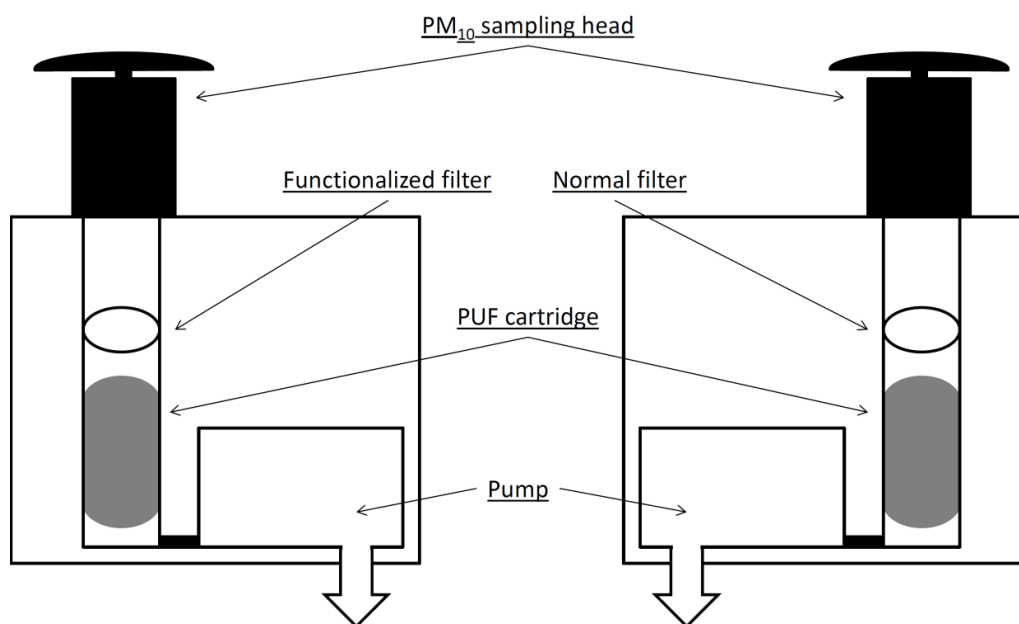 PM10 sampling head
Functionalized filter
Normal filter
PUF cartridge
Pump